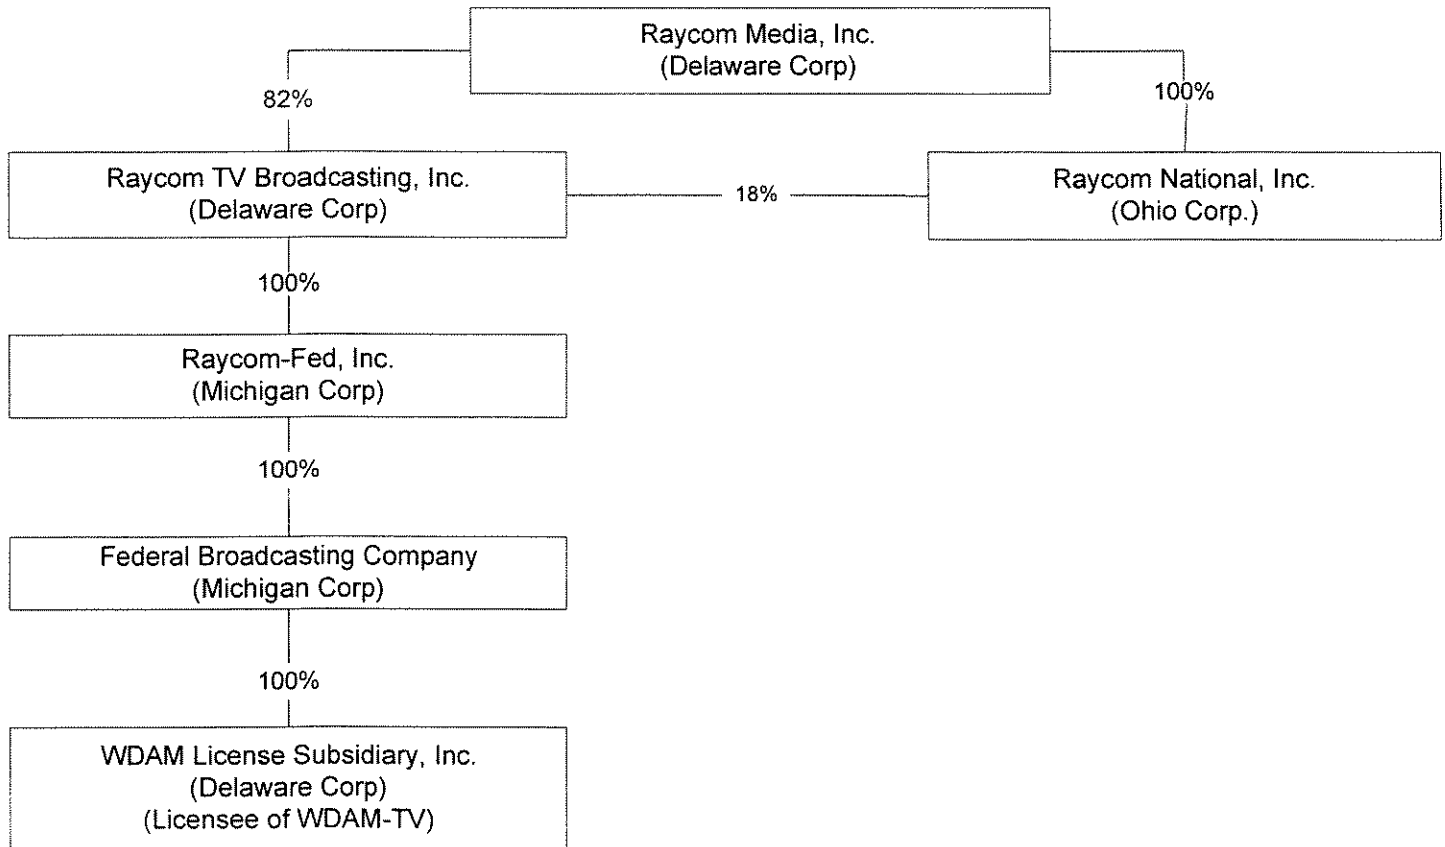 Raycom Media, Inc.
(Delaware Corp)
82%
100%
Raycom TV Broadcasting, Inc.
(Delaware Corp)
18%
Raycom National, Inc.
(Ohio Corp.)
100%
Raycom-Fed, Inc.
(Michigan Corp)
100%
Federal Broadcasting Company
(Michigan Corp)
100%
WDAM License Subsidiary, Inc.
(Delaware Corp)
(Licensee of WDAM-TV)